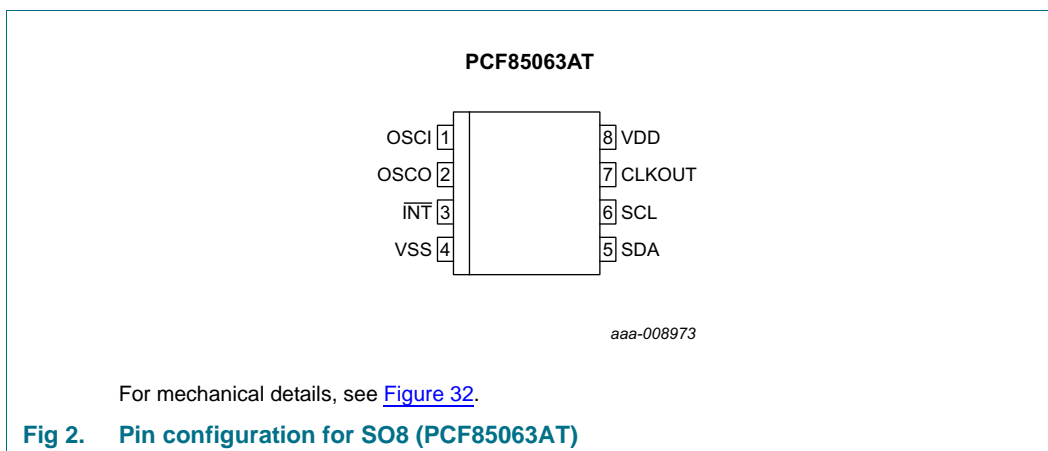 PCF85063AT
OSCI 1 8 VDD
OSCO 2 7 CLKOUT
I̅N̅T̅ 3 6 SCL
VSS 4 5 SDA
aaa-008973
For mechanical details, see Figure 32.
Fig 2. Pin configuration for SO8 (PCF85063AT)